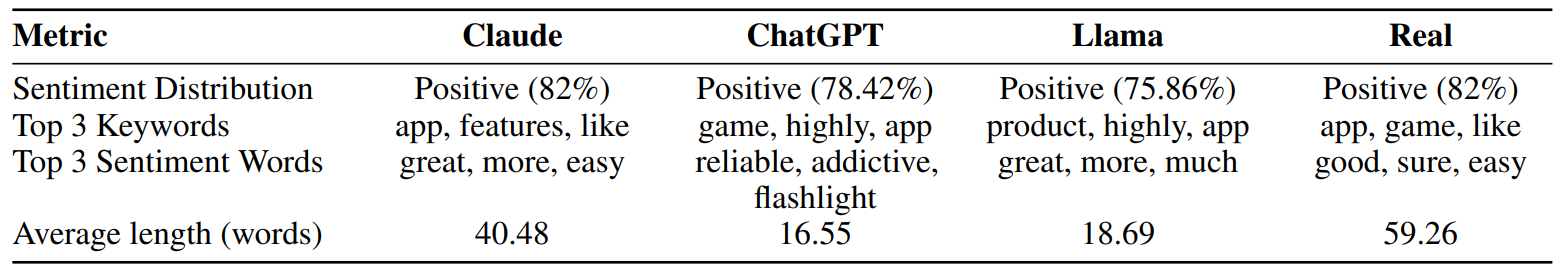 Metric Claude ChatGPT Llama Real
Sentiment Distribution Positive (82%) Positive (78.42%) Positive (75.86%) Positive (82%)
Top 3 Keywords app, features, like game, highly, app product, highly, app app, game, like
Top 3 Sentiment Words great, more, easy reliable, addictive, great, more, much good, sure, easy
flashlight
Average length (words) 40.48 16.55 18.69 59.26